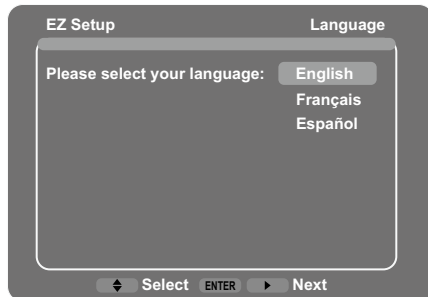 EZ Setup Language
Please select your language: English
Français
Español
Select ENTER Next